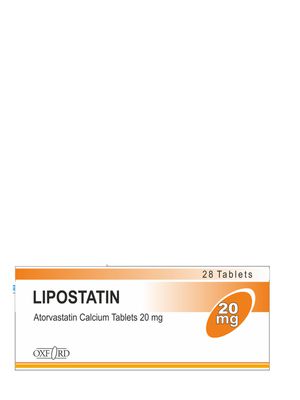 28 Tablets
LIPOSTATIN
20
mg
Atorvastatin Calcium Tablets 20 mg
OXFORD